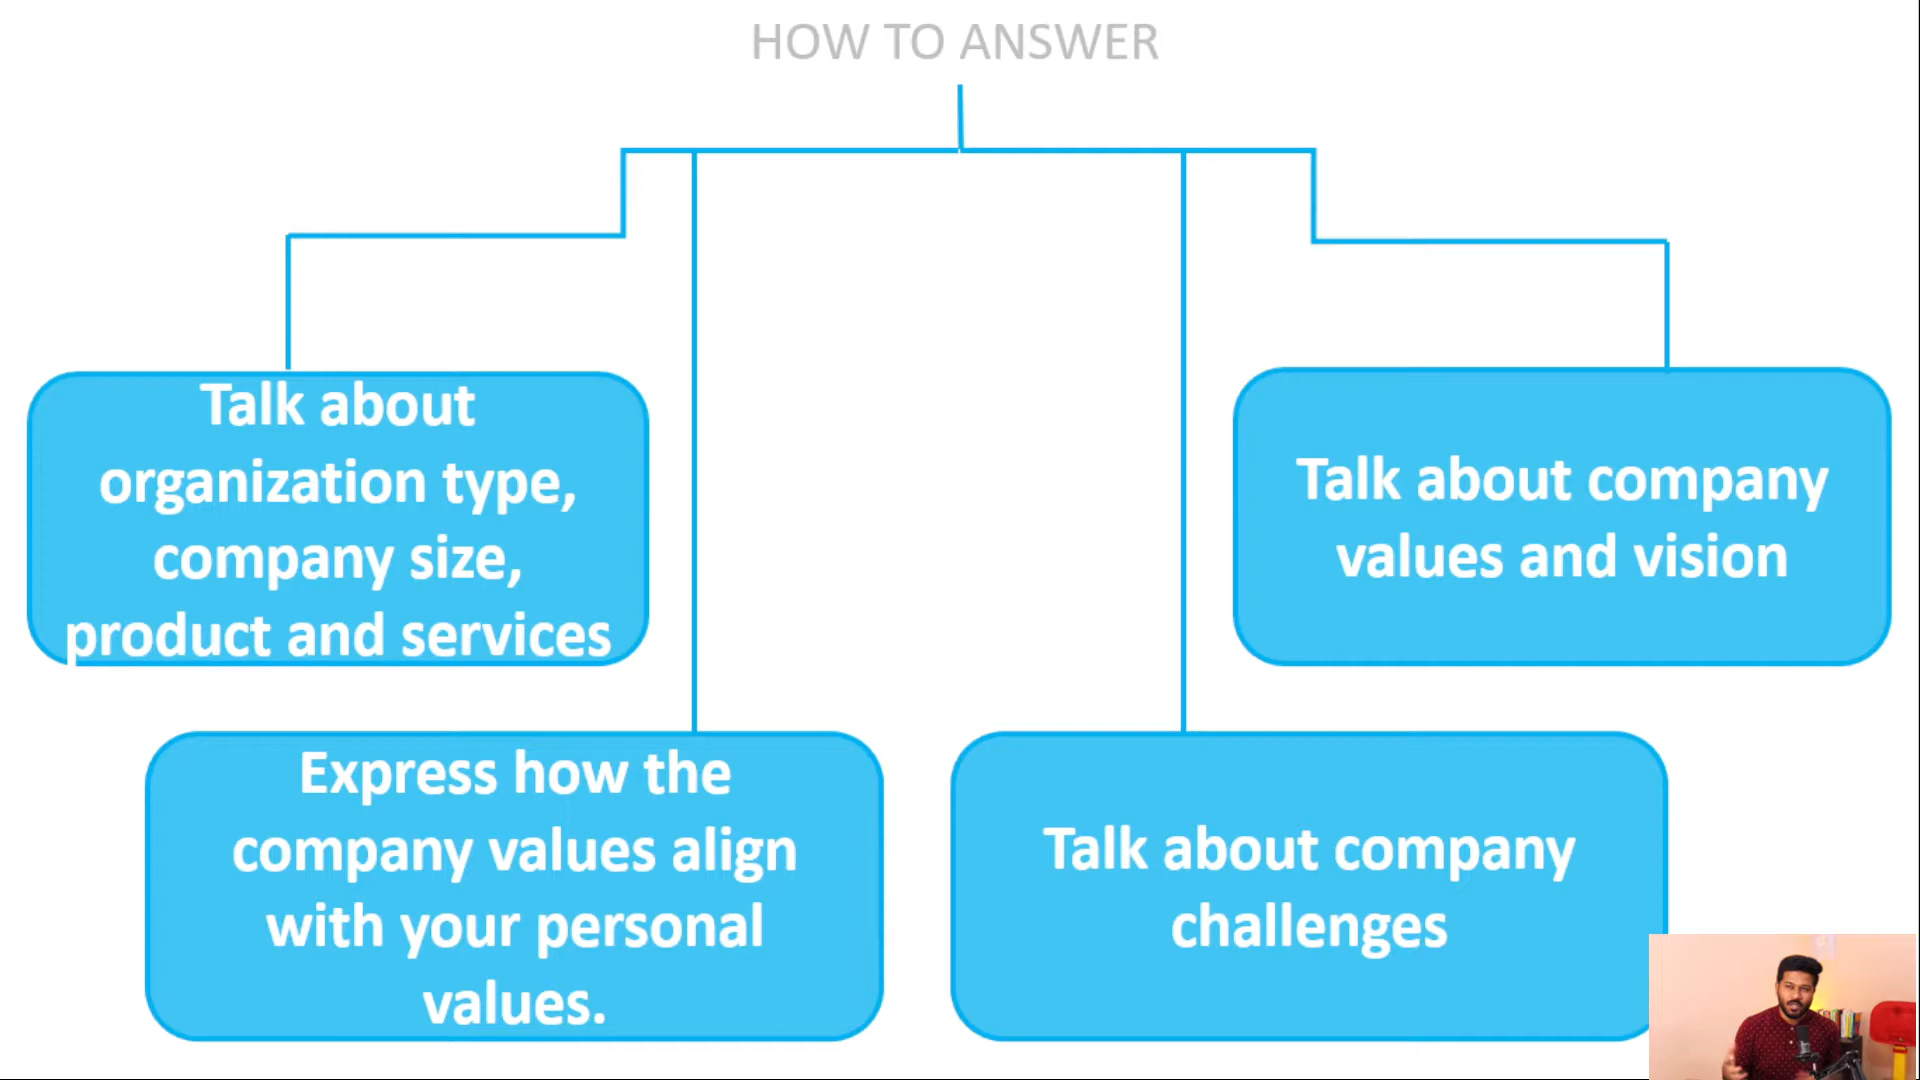 HOW TO ANSWER
Talk about
organization type,
company size,
product and services
Talk about company
values and vision
Express how the
company values align
with your personal
values.
Talk about company
challenges